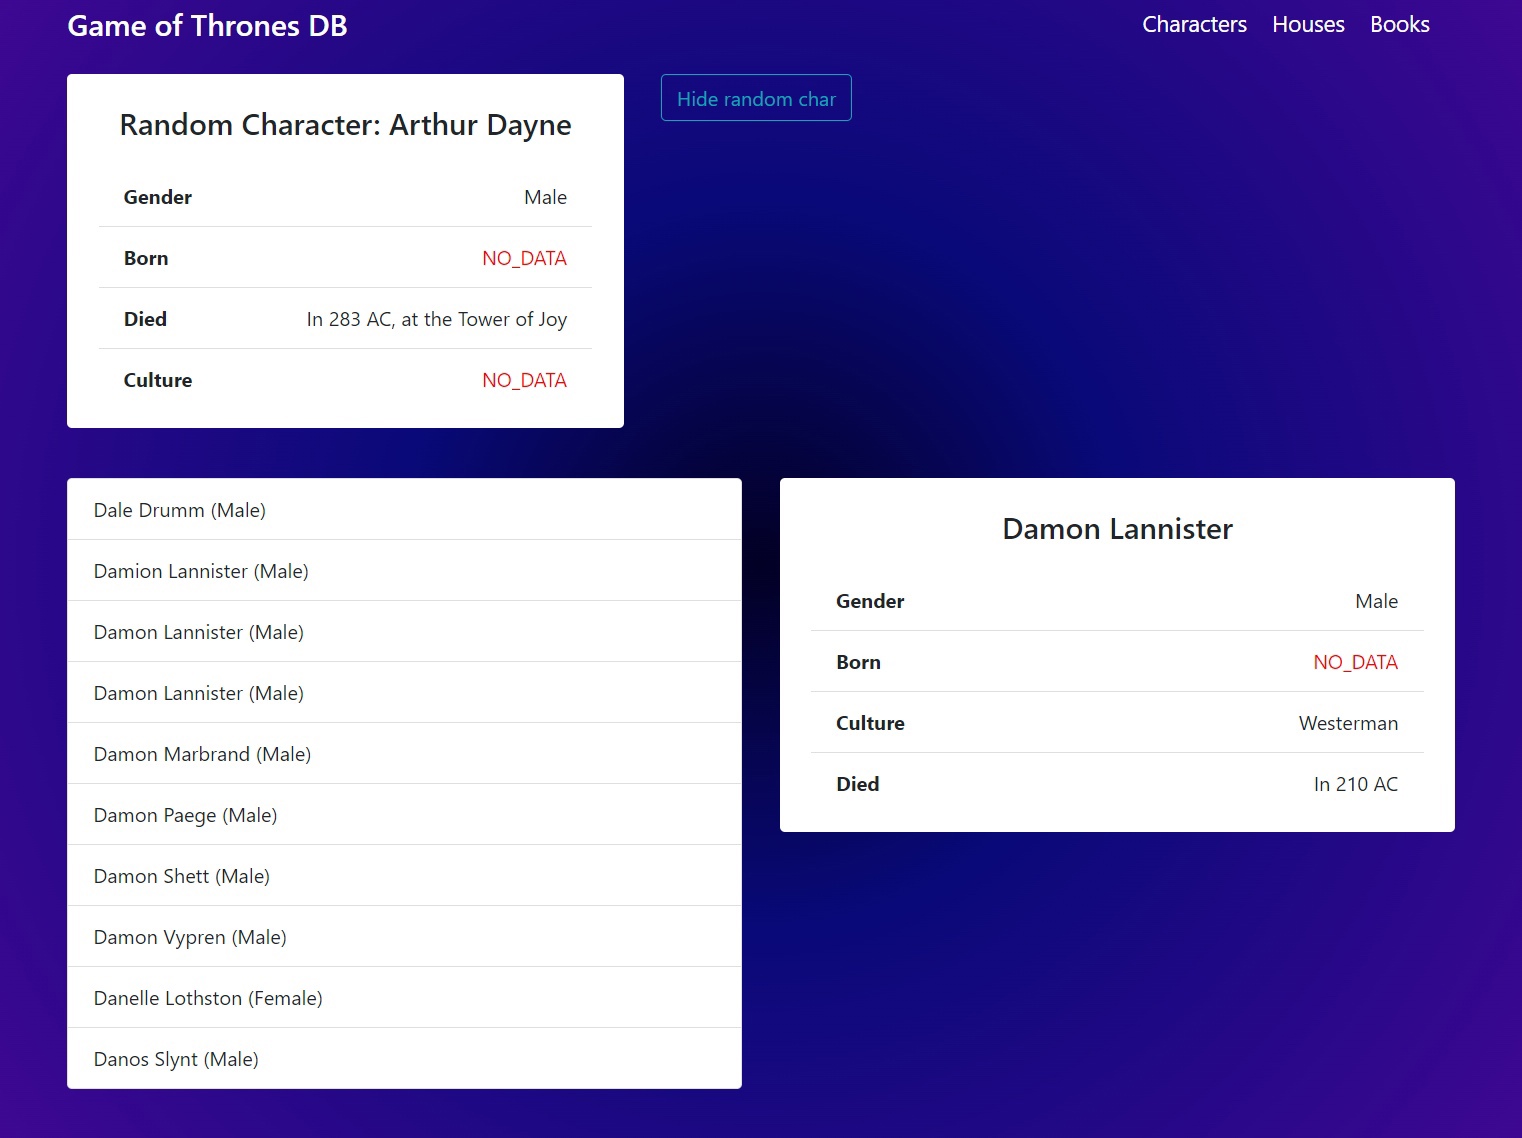 Game of Thrones DB
Characters Houses Books
Random Character: Arthur Dayne
Gender Male
Born NO_DATA
Died In 283 AC, at the Tower of Joy
Culture NO_DATA
Hide random char
Dale Drumm (Male)
Damion Lannister (Male)
Damon Lannister (Male)
Damon Lannister (Male)
Damon Marbrand (Male)
Damon Paege (Male)
Damon Shett (Male)
Damon Vypren (Male)
Danelle Lothston (Female)
Danos Slynt (Male)
Damon Lannister
Gender Male
Born NO_DATA
Culture Westerman
Died In 210 AC